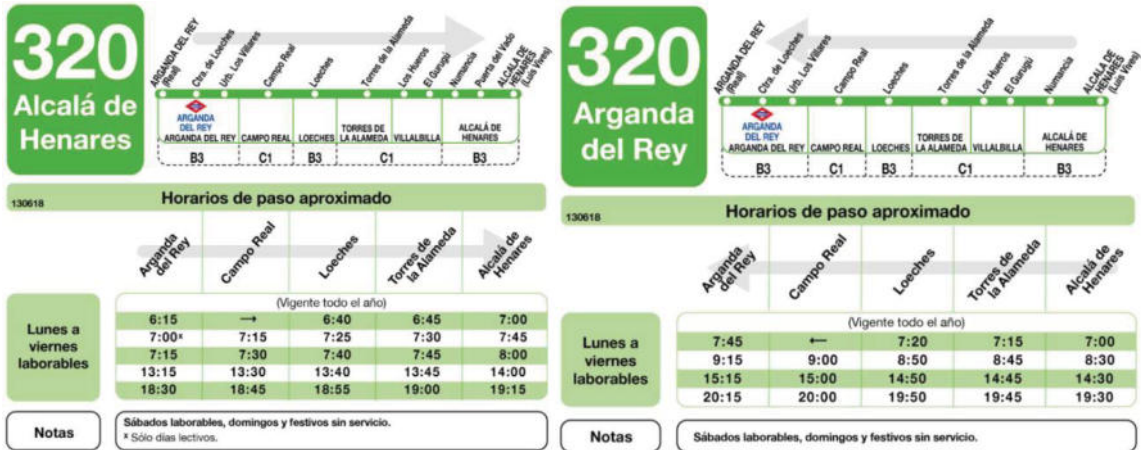 320
Alcalá de
Henares
ARGANDA DEL REY
(Real)
Ctra. de Loeches
Urb. Los Villares
Campo Real
Loeches
Torres de la Alameda
Los Hueros
El Gurugú
Numancia
Puerta del Vado
ALCALÁ DE
HENARES
(Luis Vives)
ARGANDA
DEL REY
ARGANDA DEL REY
CAMPO REAL
LOECHES
TORRES DE
LA ALAMEDA
VILLALBILLA
ALCALÁ DE
HENARES
B3 C1 B3 C1 B3
130618
Horarios de paso aproximado
Arganda
del Rey
Campo Real
Loeches
Torres de
la Alameda
Alcalá de
Henares
Lunes a
viernes
laborables
(Vigente todo el año)
6:15 → 6:40 6:45 7:00
7:00ˣ 7:15 7:25 7:30 7:45
7:15 7:30 7:40 7:45 8:00
13:15 13:30 13:40 13:45 14:00
18:30 18:45 18:55 19:00 19:15
Notas
Sábados laborables, domingos y festivos sin servicio.
ˣ Sólo días lectivos.
320
Arganda
del Rey
ARGANDA DEL REY
(Real)
Ctra. de Loeches
Urb. Los Villares
Campo Real
Loeches
Torres de la Alameda
Los Hueros
El Gurugú
Numancia
ALCALÁ DE
HENARES
(Luis Vives)
ARGANDA
DEL REY
ARGANDA DEL REY
CAMPO REAL
LOECHES
TORRES DE
LA ALAMEDA
VILLALBILLA
ALCALÁ DE
HENARES
B3 C1 B3 C1 B3
130618
Horarios de paso aproximado
Arganda
del Rey
Campo Real
Loeches
Torres de
la Alameda
Alcalá de
Henares
Lunes a
viernes
laborables
(Vigente todo el año)
7:45 ← 7:20 7:15 7:00
9:15 9:00 8:50 8:45 8:30
15:15 15:00 14:50 14:45 14:30
20:15 20:00 19:50 19:45 19:30
Notas
Sábados laborables, domingos y festivos sin servicio.